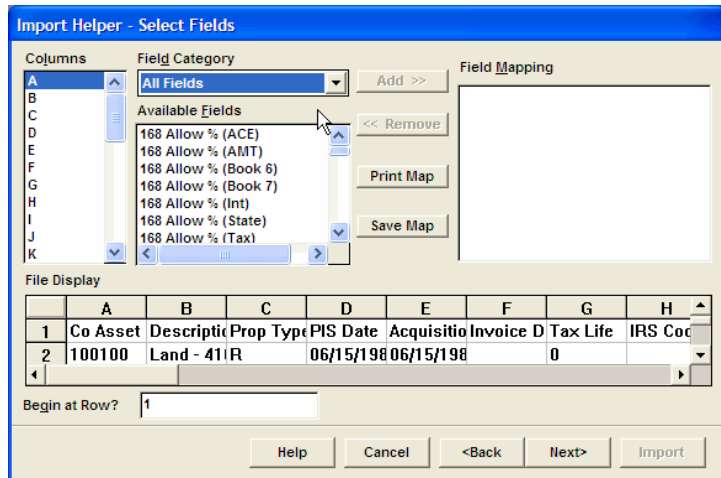 Import Helper - Select Fields
Columns
Field Category
Field Mapping
A
B
C
D
E
F
G
H
I
J
K
All Fields
Available Fields
168 Allow % (ACE)
168 Allow % (AMT)
168 Allow % (Book 6)
168 Allow % (Book 7)
168 Allow % (Int)
168 Allow % (State)
168 Allow % (Tax)
Add >>
<< Remove
Print Map
Save Map
File Display
A B C D E F G H
1 Co Asset Descriptio Prop Type PIS Date Acquisitio Invoice D Tax Life IRS Cod
2 100100 Land - 41 R 06/15/198 06/15/198 0
Begin at Row? 1
Help Cancel <Back Next> Import